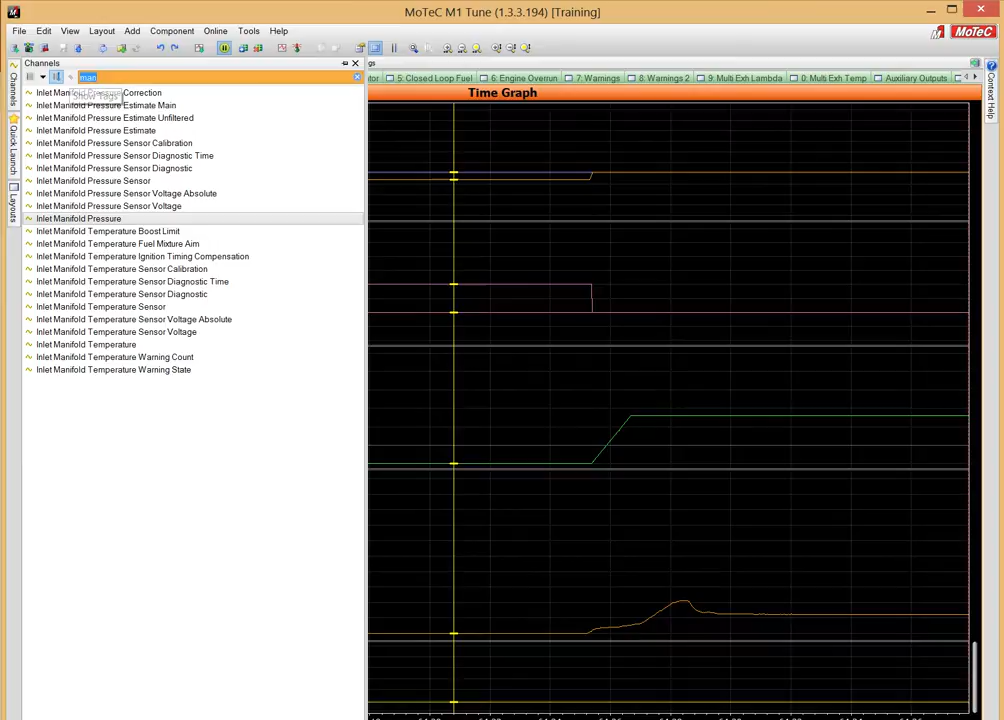 MoTeC M1 Tune (1.3.3.194) [Training]
File Edit View Layout Add Component Online Tools Help
M1 MoTeC
Channels
man
5: Closed Loop Fuel 6: Engine Overrun 7: Warnings 8: Warnings 2 9: Multi Exh Lambda 0: Multi Exh Temp Auxiliary Outputs
Time Graph
Show Tags
Inlet Manifold Pressure Correction
Inlet Manifold Pressure Estimate Main
Inlet Manifold Pressure Estimate Unfiltered
Inlet Manifold Pressure Estimate
Inlet Manifold Pressure Sensor Calibration
Inlet Manifold Pressure Sensor Diagnostic Time
Inlet Manifold Pressure Sensor Diagnostic
Inlet Manifold Pressure Sensor
Inlet Manifold Pressure Sensor Voltage Absolute
Inlet Manifold Pressure Sensor Voltage
Inlet Manifold Pressure
Inlet Manifold Temperature Boost Limit
Inlet Manifold Temperature Fuel Mixture Aim
Inlet Manifold Temperature Ignition Timing Compensation
Inlet Manifold Temperature Sensor Calibration
Inlet Manifold Temperature Sensor Diagnostic Time
Inlet Manifold Temperature Sensor Diagnostic
Inlet Manifold Temperature Sensor
Inlet Manifold Temperature Sensor Voltage Absolute
Inlet Manifold Temperature Sensor Voltage
Inlet Manifold Temperature
Inlet Manifold Temperature Warning Count
Inlet Manifold Temperature Warning State
Channels
Quick Launch
Layouts
Context Help